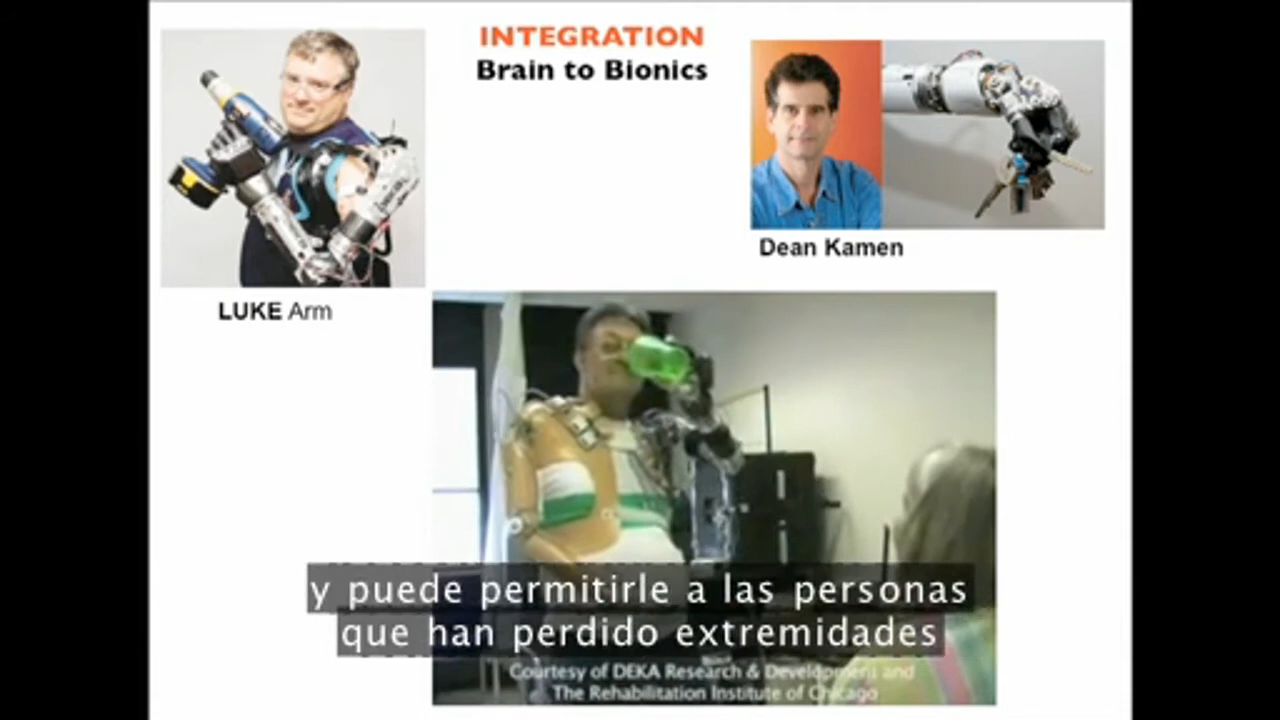 INTEGRATION
Brain to Bionics
Dean Kamen
LUKE Arm
y puede permitirle a las personas
que han perdido extremidades
Courtesy of DEKA Research & Development and
The Rehabilitation Institute of Chicago